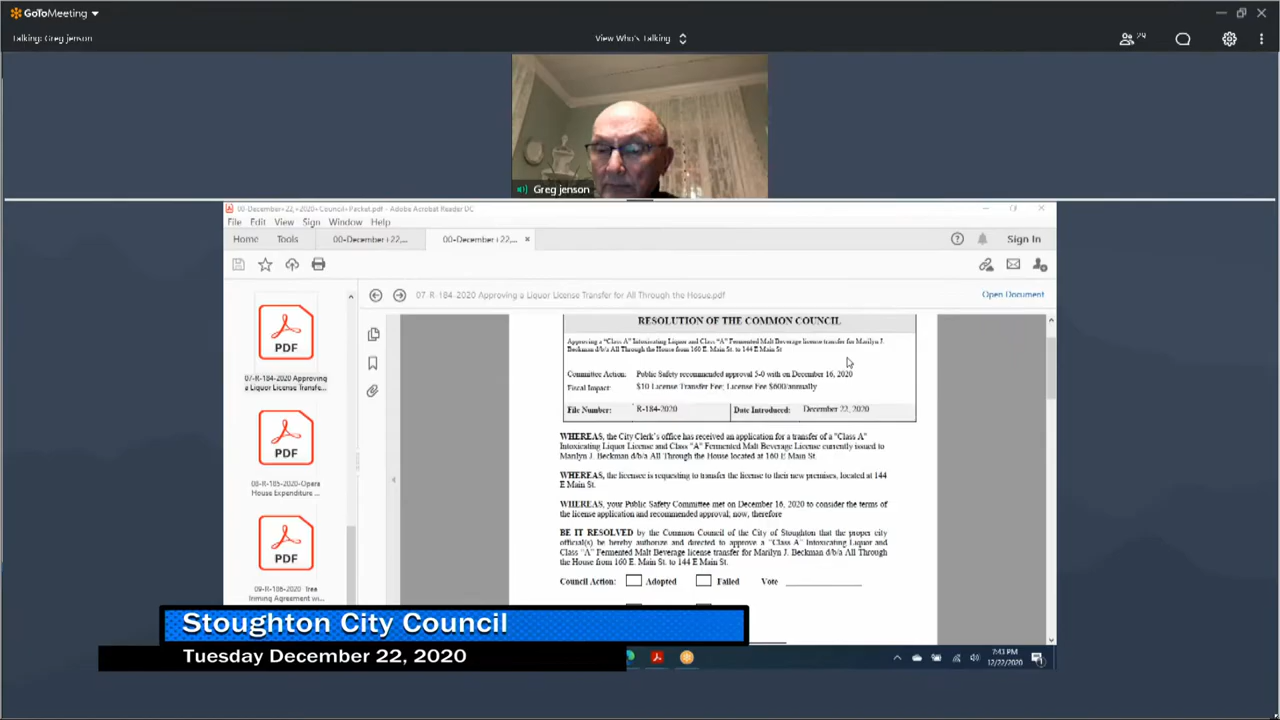 GoToMeeting
Talking: Greg jenson
View Who's Talking
29
Greg jenson
00-December+22,+2020+Council+Packet.pdf - Adobe Acrobat Reader DC
File Edit View Sign Window Help
Home Tools 00-December+22,... 00-December+22,... ×
Sign In
07-R-184-2020 Approving a Liquor License Transfer for All Through the Hosue.pdf
Open Document
PDF
07-R-184-2020 Approving
a Liquor License Transfe...
PDF
08-R-185-2020-Opera
House Expenditure ...
PDF
09-R-186-2020 Tree
Triming Agreement wi...
RESOLUTION OF THE COMMON COUNCIL
Approving a "Class A" Intoxicating Liquor and Class "A" Fermented Malt Beverage license transfer for Marilyn J.
Beckman d/b/a All Through the House from 160 E. Main St. to 144 E Main St
Committee Action: Public Safety recommended approval 5-0 with on December 16, 2020
Fiscal Impact: $10 License Transfer Fee; License Fee $600/annually
File Number: R-184-2020 Date Introduced: December 22, 2020
WHEREAS, the City Clerk's office has received an application for a transfer of a "Class A"
Intoxicating Liquor License and Class "A" Fermented Malt Beverage License currently issued to
Marilyn J. Beckman d/b/a All Through the House located at 160 E. Main St.
WHEREAS, the licensee is requesting to transfer the license to their new premises, located at 144
E Main St.
WHEREAS, your Public Safety Committee met on December 16, 2020 to consider the terms of
the license application and recommended approval; now, therefore
BE IT RESOLVED by the Common Council of the City of Stoughton that the proper city
official(s) be hereby authorize and directed to approve a "Class A" Intoxicating Liquor and
Class "A" Fermented Malt Beverage license transfer for Marilyn J. Beckman d/b/a All Through
the House from 160 E. Main St. to 144 E Main St.
Council Action: Adopted Failed Vote
Stoughton City Council
Tuesday December 22, 2020
7:43 PM
12/22/2020